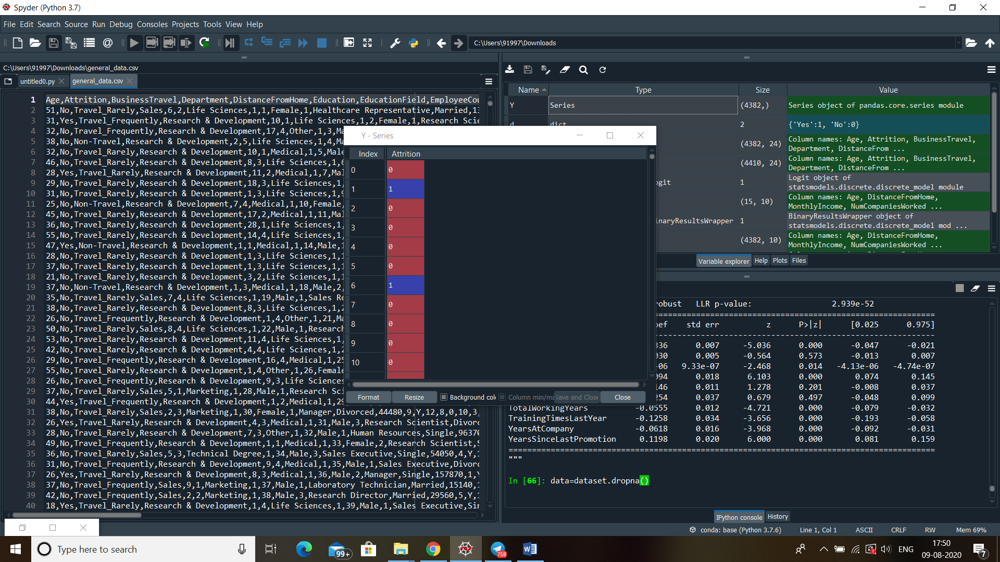 Spyder (Python 3.7)
File Edit Search Source Run Debug Consoles Projects Tools View Help
C:\Users\91997\Downloads
C:\Users\91997\Downloads\general_data.csv
untitled0.py
general_data.csv
1 Age,Attrition,BusinessTravel,Department,DistanceFromHome,Education,EducationField,EmployeeCou
2 51,No,Travel_Rarely,Sales,6,2,Life Sciences,1,1,Female,1,Healthcare Representative,Married,13
3 31,Yes,Travel_Frequently,Research & Development,10,1,Life Sciences,1,2,Female,1,Research Scie
4 32,No,Travel_Frequently,Research & Development,17,4,Other,1,3,Ma
5 38,No,Non-Travel,Research & Development,2,5,Life Sciences,1,4,Ma
6 32,No,Travel_Rarely,Research & Development,10,1,Medical,1,5,Male
7 46,No,Travel_Rarely,Research & Development,8,3,Life Sciences,1,6
8 28,Yes,Travel_Rarely,Research & Development,11,2,Medical,1,7,Mal
9 29,No,Travel_Rarely,Research & Development,18,3,Life Sciences,1,
10 31,No,Travel_Rarely,Research & Development,1,3,Life Sciences,1,9
11 25,No,Non-Travel,Research & Development,7,4,Medical,1,10,Female,
12 45,No,Travel_Rarely,Research & Development,17,2,Medical,1,11,Mal
13 36,No,Travel_Rarely,Research & Development,28,1,Life Sciences,1,
14 55,No,Travel_Rarely,Research & Development,14,4,Life Sciences,1,
15 47,Yes,Non-Travel,Research & Development,1,1,Medical,1,14,Male,1
16 28,No,Travel_Rarely,Research & Development,1,3,Life Sciences,1,1
17 37,No,Travel_Rarely,Research & Development,1,3,Life Sciences,1,1
18 21,No,Travel_Rarely,Research & Development,3,2,Life Sciences,1,1
19 37,No,Non-Travel,Research & Development,1,3,Medical,1,18,Male,2,
20 35,No,Travel_Rarely,Sales,7,4,Life Sciences,1,19,Male,1,Sales Re
21 38,No,Travel_Rarely,Research & Development,8,3,Life Sciences,1,2
22 26,No,Travel_Frequently,Research & Development,1,4,Other,1,21,Ma
23 50,No,Travel_Rarely,Sales,8,4,Life Sciences,1,22,Male,1,Research
24 53,No,Travel_Rarely,Research & Development,11,4,Life Sciences,1,
25 42,No,Travel_Rarely,Research & Development,4,4,Life Sciences,1,2
26 29,No,Travel_Frequently,Research & Development,16,4,Medical,1,25
27 55,No,Travel_Rarely,Research & Development,1,4,Other,1,26,Female
28 26,No,Travel_Frequently,Research & Development,9,3,Life Sciences
29 37,No,Travel_Rarely,Sales,5,1,Marketing,1,28,Male,1,Research Sci
30 44,Yes,Travel_Frequently,Research & Development,1,2,Medical,1,29
31 38,No,Travel_Rarely,Sales,2,3,Marketing,1,30,Female,1,Manager,Divorced,44480,9,Y,12,8,0,10,3,
32 26,Yes,Travel_Rarely,Research & Development,4,3,Medical,1,31,Male,3,Research Scientist,Divorc
33 28,No,Travel_Rarely,Research & Development,7,3,Other,1,32,Male,1,Human Resources,Single,96370
34 49,No,Travel_Frequently,Research & Development,1,1,Medical,1,33,Female,2,Research Scientist,S
35 36,No,Travel_Rarely,Sales,5,3,Technical Degree,1,34,Male,3,Sales Executive,Single,54050,4,Y,1
36 31,No,Travel_Frequently,Research & Development,9,4,Medical,1,35,Male,1,Sales Executive,Divorc
37 26,Yes,Travel_Rarely,Research & Development,8,3,Medical,1,36,Male,2,Manager,Single,157870,1,Y
38 37,No,Travel_Frequently,Sales,9,1,Marketing,1,37,Male,1,Laboratory Technician,Married,15140,1
39 42,No,Travel_Frequently,Sales,2,2,Marketing,1,38,Male,3,Research Director,Married,29560,5,Y,1
40 18,Yes,Travel_Rarely,Research & Development,1,4,Life Sciences,1,39,Male,1,Sales Executive,Sin
Y - Series
Index Attrition
0 0
1 1
2 0
3 0
4 0
5 0
6 1
7 0
8 0
9 0
10 0
Format Resize Background colo Column min/ma Save and Close Close
Name Type Size Value
Y Series (4382,) Series object of pandas.core.series module
d dict 2 {'Yes':1, 'No':0}
(4382, 24) Column names: Age, Attrition, BusinessTravel,
Department, DistanceFrom ...
(4410, 24) Column names: Age, Attrition, BusinessTravel,
Department, DistanceFrom ...
ogit 1 Logit object of
statsmodels.discrete.discrete_model module
(15, 10) Column names: Age, DistanceFromHome,
MonthlyIncome, NumCompaniesWorked ...
inaryResultsWrapper 1 BinaryResultsWrapper object of
statsmodels.discrete.discrete_model mod ...
(4382, 10) Column names: Age, DistanceFromHome,
MonthlyIncome, NumCompaniesWorked ...
Variable explorer Help Plots Files
robust LLR p-value: 2.939e-52
==========================================
ef std err z P>|z| [0.025 0.975]
------------------------------------------
336 0.007 -5.036 0.000 -0.047 -0.021
030 0.005 -0.564 0.573 -0.013 0.007
-06 9.33e-07 -2.468 0.014 -4.13e-06 -4.74e-07
094 0.018 6.103 0.000 0.074 0.145
146 0.011 1.278 0.201 -0.008 0.037
254 0.037 0.679 0.497 -0.048 0.099
TotalWorkingYears -0.0555 0.012 -4.721 0.000 -0.079 -0.032
TrainingTimesLastYear -0.1258 0.034 -3.656 0.000 -0.193 -0.058
YearsAtCompany -0.0618 0.016 -3.968 0.000 -0.092 -0.031
YearsSinceLastPromotion 0.1198 0.020 6.000 0.000 0.081 0.159
==========================================
"""
In [66]: data=dataset.dropna()
IPython console History
conda: base (Python 3.7.6) Line 1, Col 1 ASCII CRLF RW Mem 69%
Type here to search
99+
758
ENG
17:50
09-08-2020
7